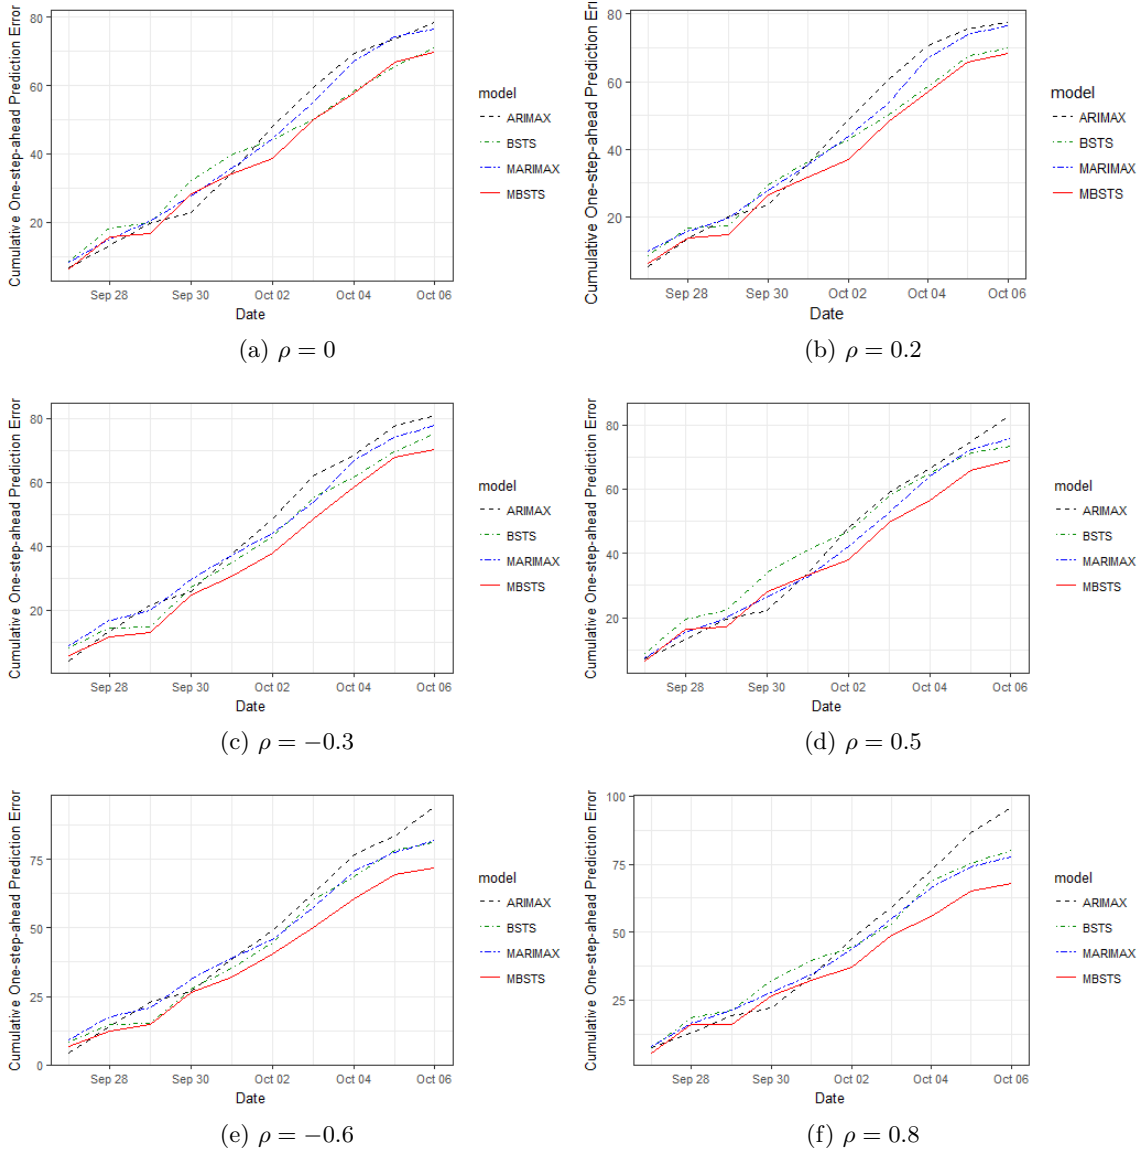 Cumulative One-step-ahead Prediction Error
80
60
40
20
Sep 28 Sep 30 Oct 02 Oct 04 Oct 06
Date
model
ARIMAX
BSTS
MARIMAX
MBSTS
(a) ρ = 0
Cumulative One-step-ahead Prediction Err
80
60
40
20
Sep 28 Sep 30 Oct 02 Oct 04 Oct 06
Date
model
ARIMAX
BSTS
MARIMAX
MBSTS
(b) ρ = 0.2
Cumulative One-step-ahead Prediction Error
80
60
40
20
Sep 28 Sep 30 Oct 02 Oct 04 Oct 06
Date
model
ARIMAX
BSTS
MARIMAX
MBSTS
(c) ρ = −0.3
Cumulative One-step-ahead Prediction Error
80
60
40
20
Sep 28 Sep 30 Oct 02 Oct 04 Oct 06
Date
model
ARIMAX
BSTS
MARIMAX
MBSTS
(d) ρ = 0.5
Cumulative One-step-ahead Prediction Error
75
50
25
0
Sep 28 Sep 30 Oct 02 Oct 04 Oct 06
Date
model
ARIMAX
BSTS
MARIMAX
MBSTS
(e) ρ = −0.6
Cumulative One-step-ahead Prediction Error
100
75
50
25
Sep 28 Sep 30 Oct 02 Oct 04 Oct 06
Date
model
ARIMAX
BSTS
MARIMAX
MBSTS
(f) ρ = 0.8